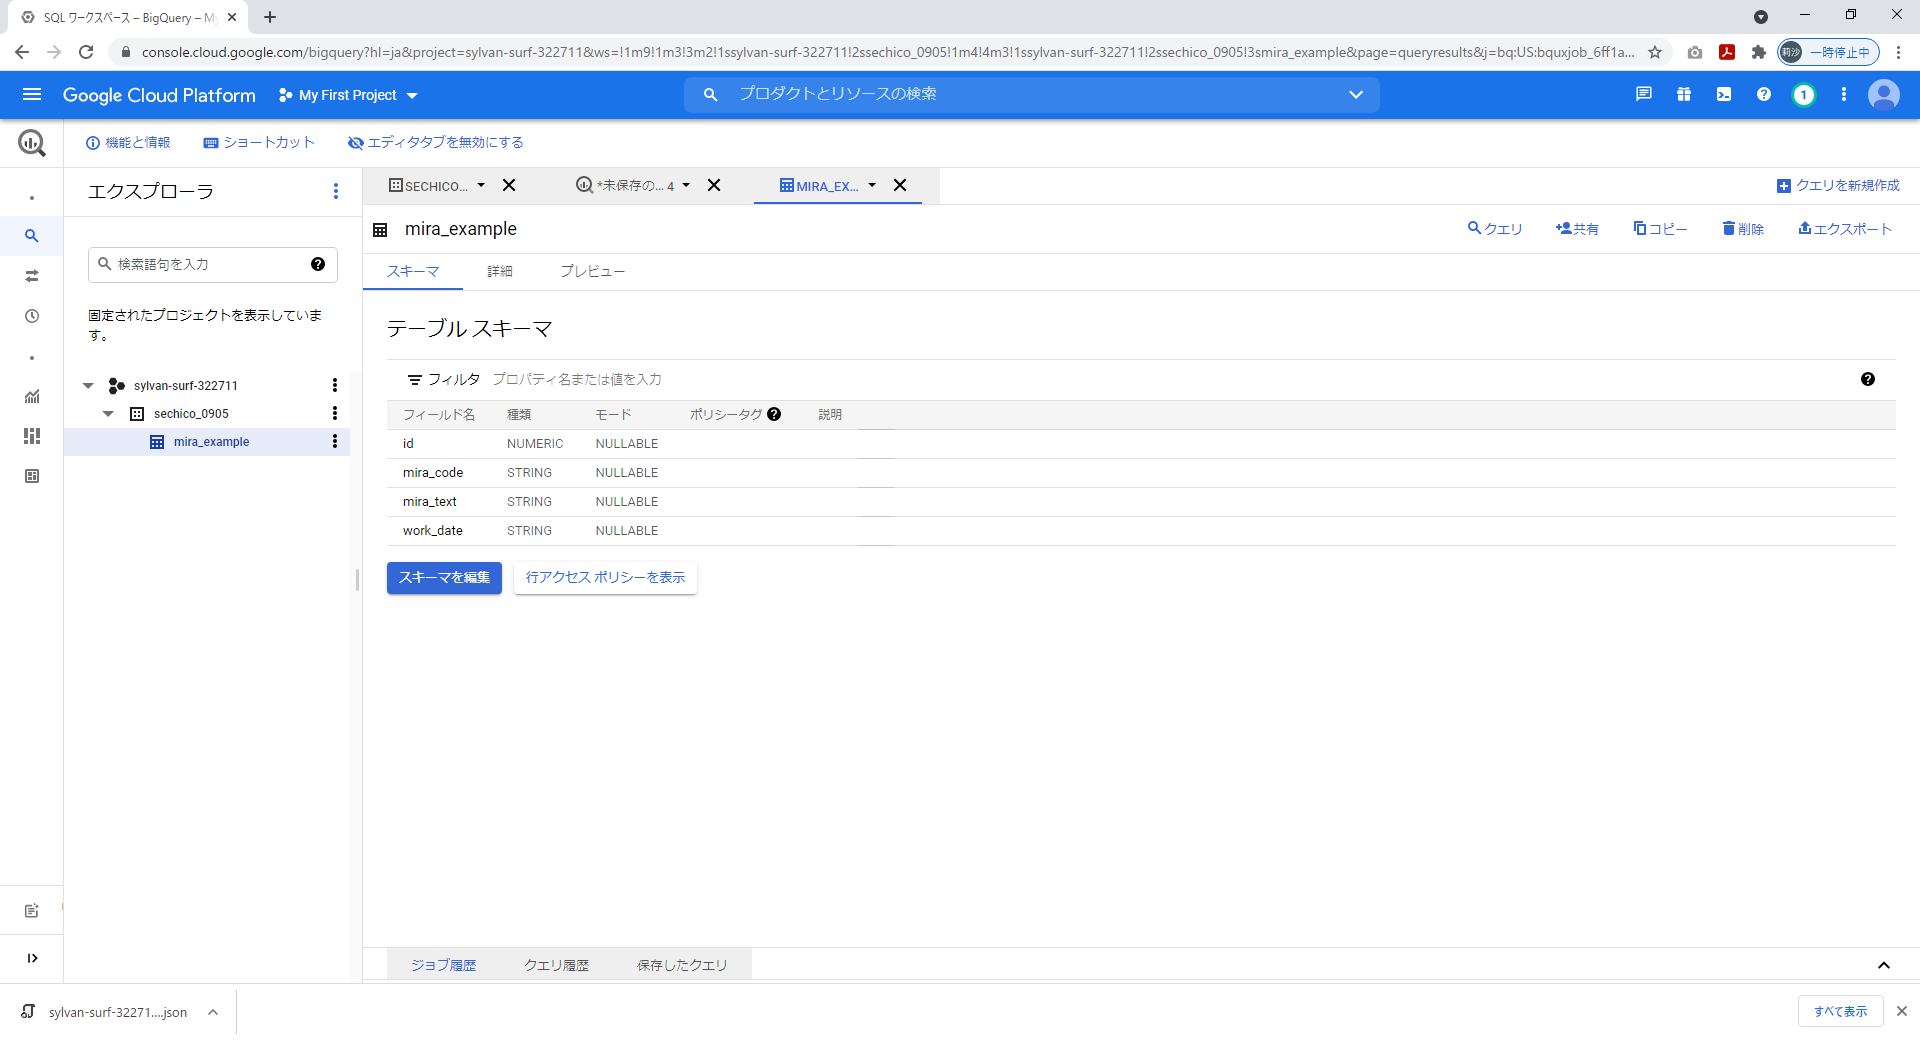 SQL ワークスペース – BigQuery – My
console.cloud.google.com/bigquery?hl=ja&project=sylvan-surf-322711&ws=!1m9!1m3!3m2!1ssylvan-surf-322711!2ssechico_0905!1m4!4m3!1ssylvan-surf-322711!2ssechico_0905!3smira_example&page=queryresults&j=bq:US:bquxjob_6ff1a...
莉沙 一時停止中
Google Cloud Platform
My First Project
プロダクトとリソースの検索
1
機能と情報
ショートカット
エディタタブを無効にする
エクスプローラ
SECHICO...
*未保存の... 4
MIRA_EX...
クエリを新規作成
mira_example
クエリ
共有
コピー
削除
エクスポート
検索語句を入力
スキーマ
詳細
プレビュー
固定されたプロジェクトを表示していま
す。
テーブル スキーマ
フィルタ プロパティ名または値を入力
sylvan-surf-322711
sechico_0905
mira_example
フィールド名 種類 モード ポリシータグ 説明
id NUMERIC NULLABLE
mira_code STRING NULLABLE
mira_text STRING NULLABLE
work_date STRING NULLABLE
スキーマを編集
行アクセス ポリシーを表示
ジョブ履歴
クエリ履歴
保存したクエリ
sylvan-surf-32271....json
すべて表示